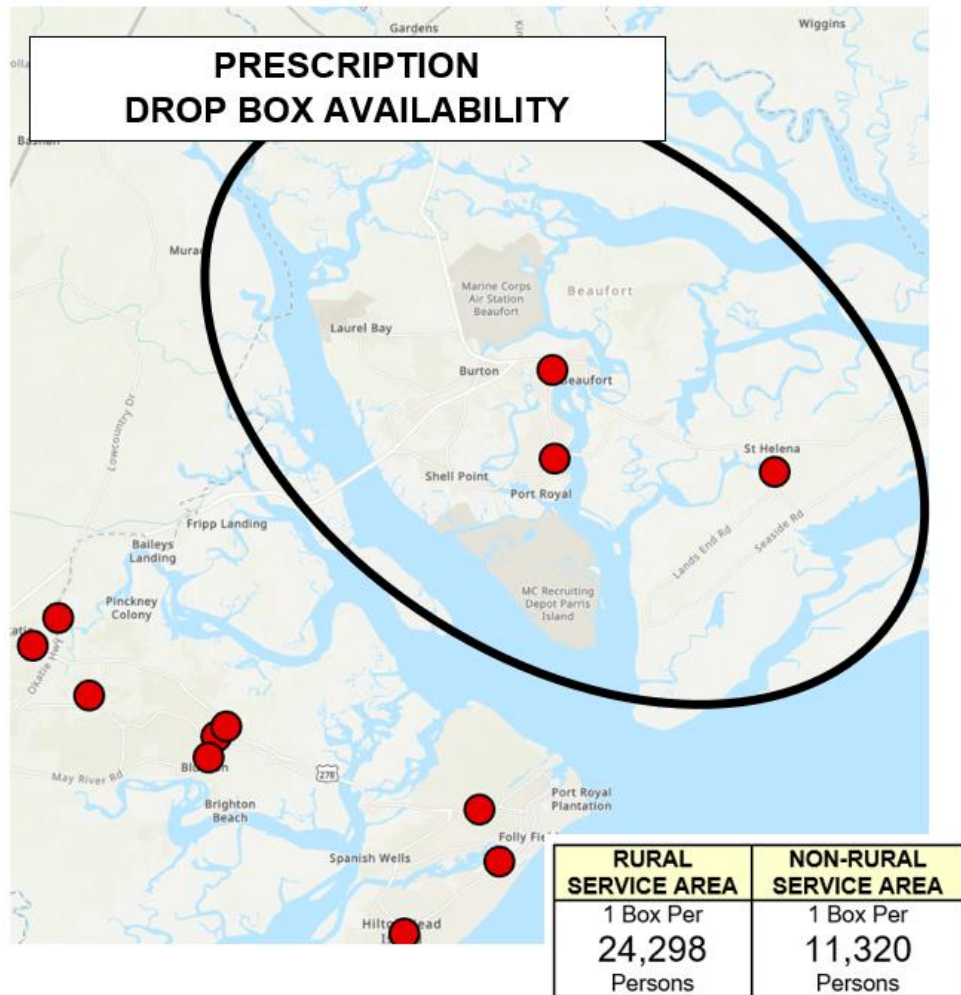 Gardens
Wiggins
PRESCRIPTION
DROP BOX AVAILABILITY
Marine Corps
Air Station
Beaufort
Beaufort
Laurel Bay
Burton
Beaufort
Lowcountry Dr
St Helena
Shell Point
Port Royal
Fripp Landing
Lands End Rd
Seaside Rd
Baileys
Landing
MC Recruiting
Depot Parris
Island
Pinckney
Colony
Okatie Hwy
May River Rd
278
Brighton
Beach
Port Royal
Plantation
Folly Fiel
Spanish Wells
RURAL
SERVICE AREA
NON-RURAL
SERVICE AREA
1 Box Per
24,298
Persons
1 Box Per
11,320
Persons